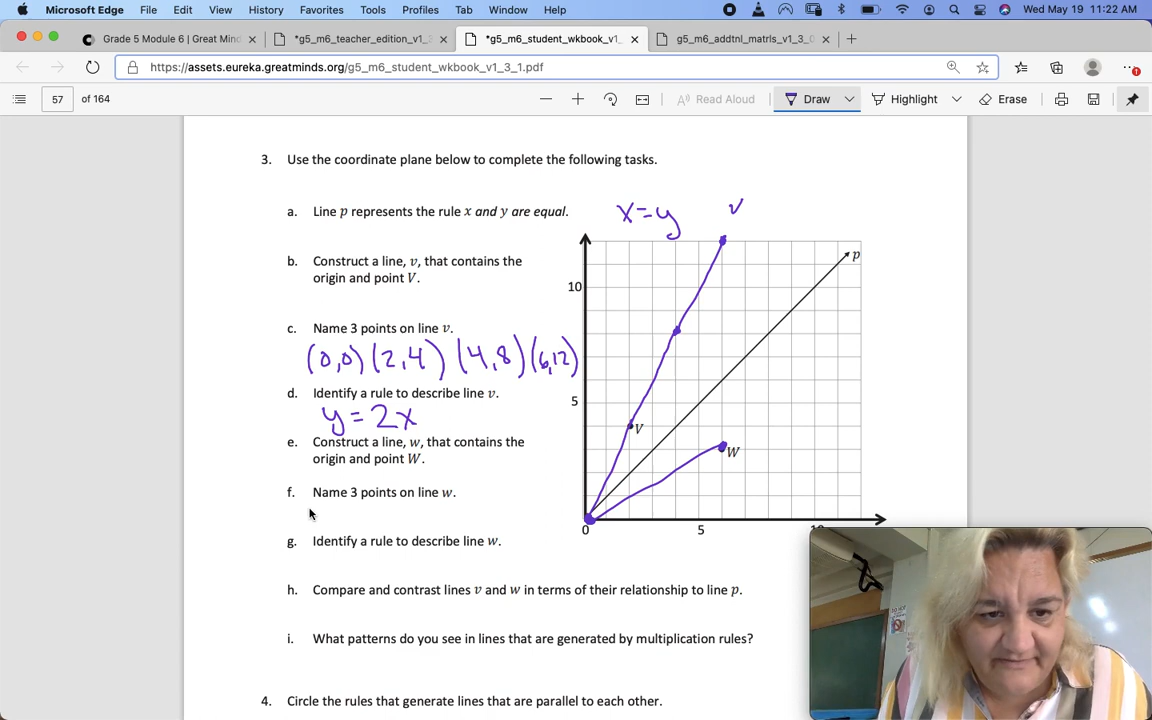 Microsoft Edge File Edit View History Favorites Tools Profiles Tab Window Help Wed May 19 11:22 AM
Grade 5 Module 6 | Great Mind *g5_m6_teacher_edition_v1_3 *g5_m6_student_wkbook_v1_ g5_m6_addtnl_matrls_v1_3_0
https://assets.eureka.greatminds.org/g5_m6_student_wkbook_v1_3_1.pdf
57 of 164 Read Aloud Draw Highlight Erase
3. Use the coordinate plane below to complete the following tasks.
a. Line p represents the rule x and y are equal.
x=y
v
b. Construct a line, v, that contains the
origin and point V.
c. Name 3 points on line v.
(0,0) (2,4) (4,8) (6,12)
d. Identify a rule to describe line v.
y=2x
e. Construct a line, w, that contains the
origin and point W.
f. Name 3 points on line w.
g. Identify a rule to describe line w.
h. Compare and contrast lines v and w in terms of their relationship to line p.
i. What patterns do you see in lines that are generated by multiplication rules?
4. Circle the rules that generate lines that are parallel to each other.
p
10
5
V
W
0 5